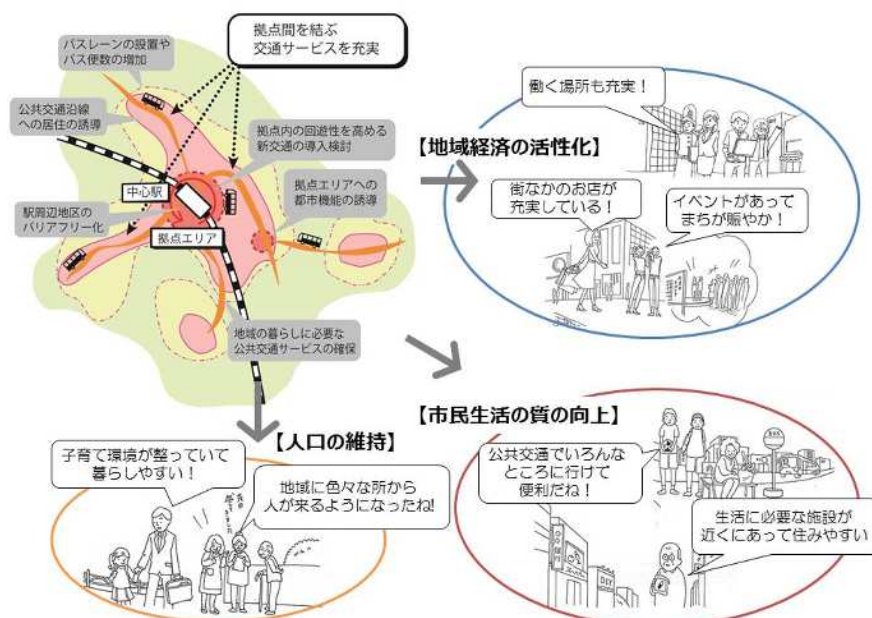 拠点間を結ぶ
交通サービスを充実
バスレーンの設置や
バス便数の増加
公共交通沿線
への居住の誘導
拠点内の回遊性を高める
新交通の導入検討
中心駅
拠点エリアへの
都市機能の誘導
駅周辺地区の
バリアフリー化
拠点エリア
地域の暮らしに必要な
公共交通サービスの確保
【地域経済の活性化】
働く場所も充実！
街なかのお店が
充実している！
イベントがあって
まちが賑やか！
【市民生活の質の向上】
公共交通でいろんな
ところに行けて
便利だね！
生活に必要な施設が
近くにあって住みやすい
スーパー
DIY
【人口の維持】
子育て環境が整っていて
暮らしやすい！
地域に色々な所から
人が来るようになったね!